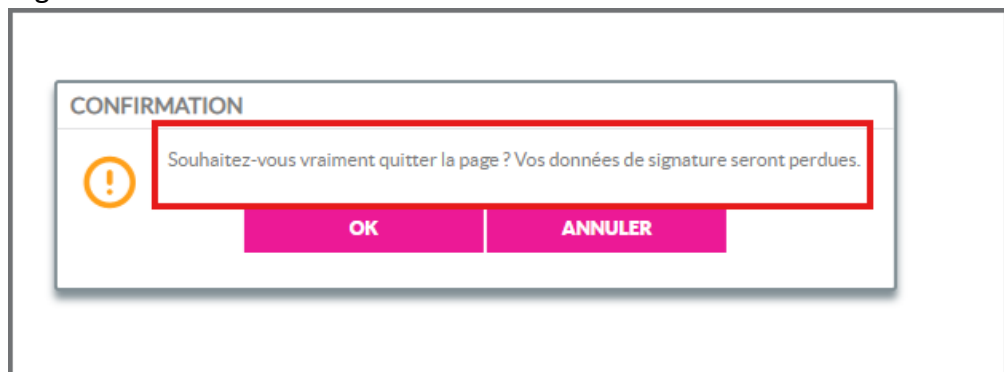 CONFIRMATION
Souhaitez-vous vraiment quitter la page ? Vos données de signature seront perdues.
OK
ANNULER